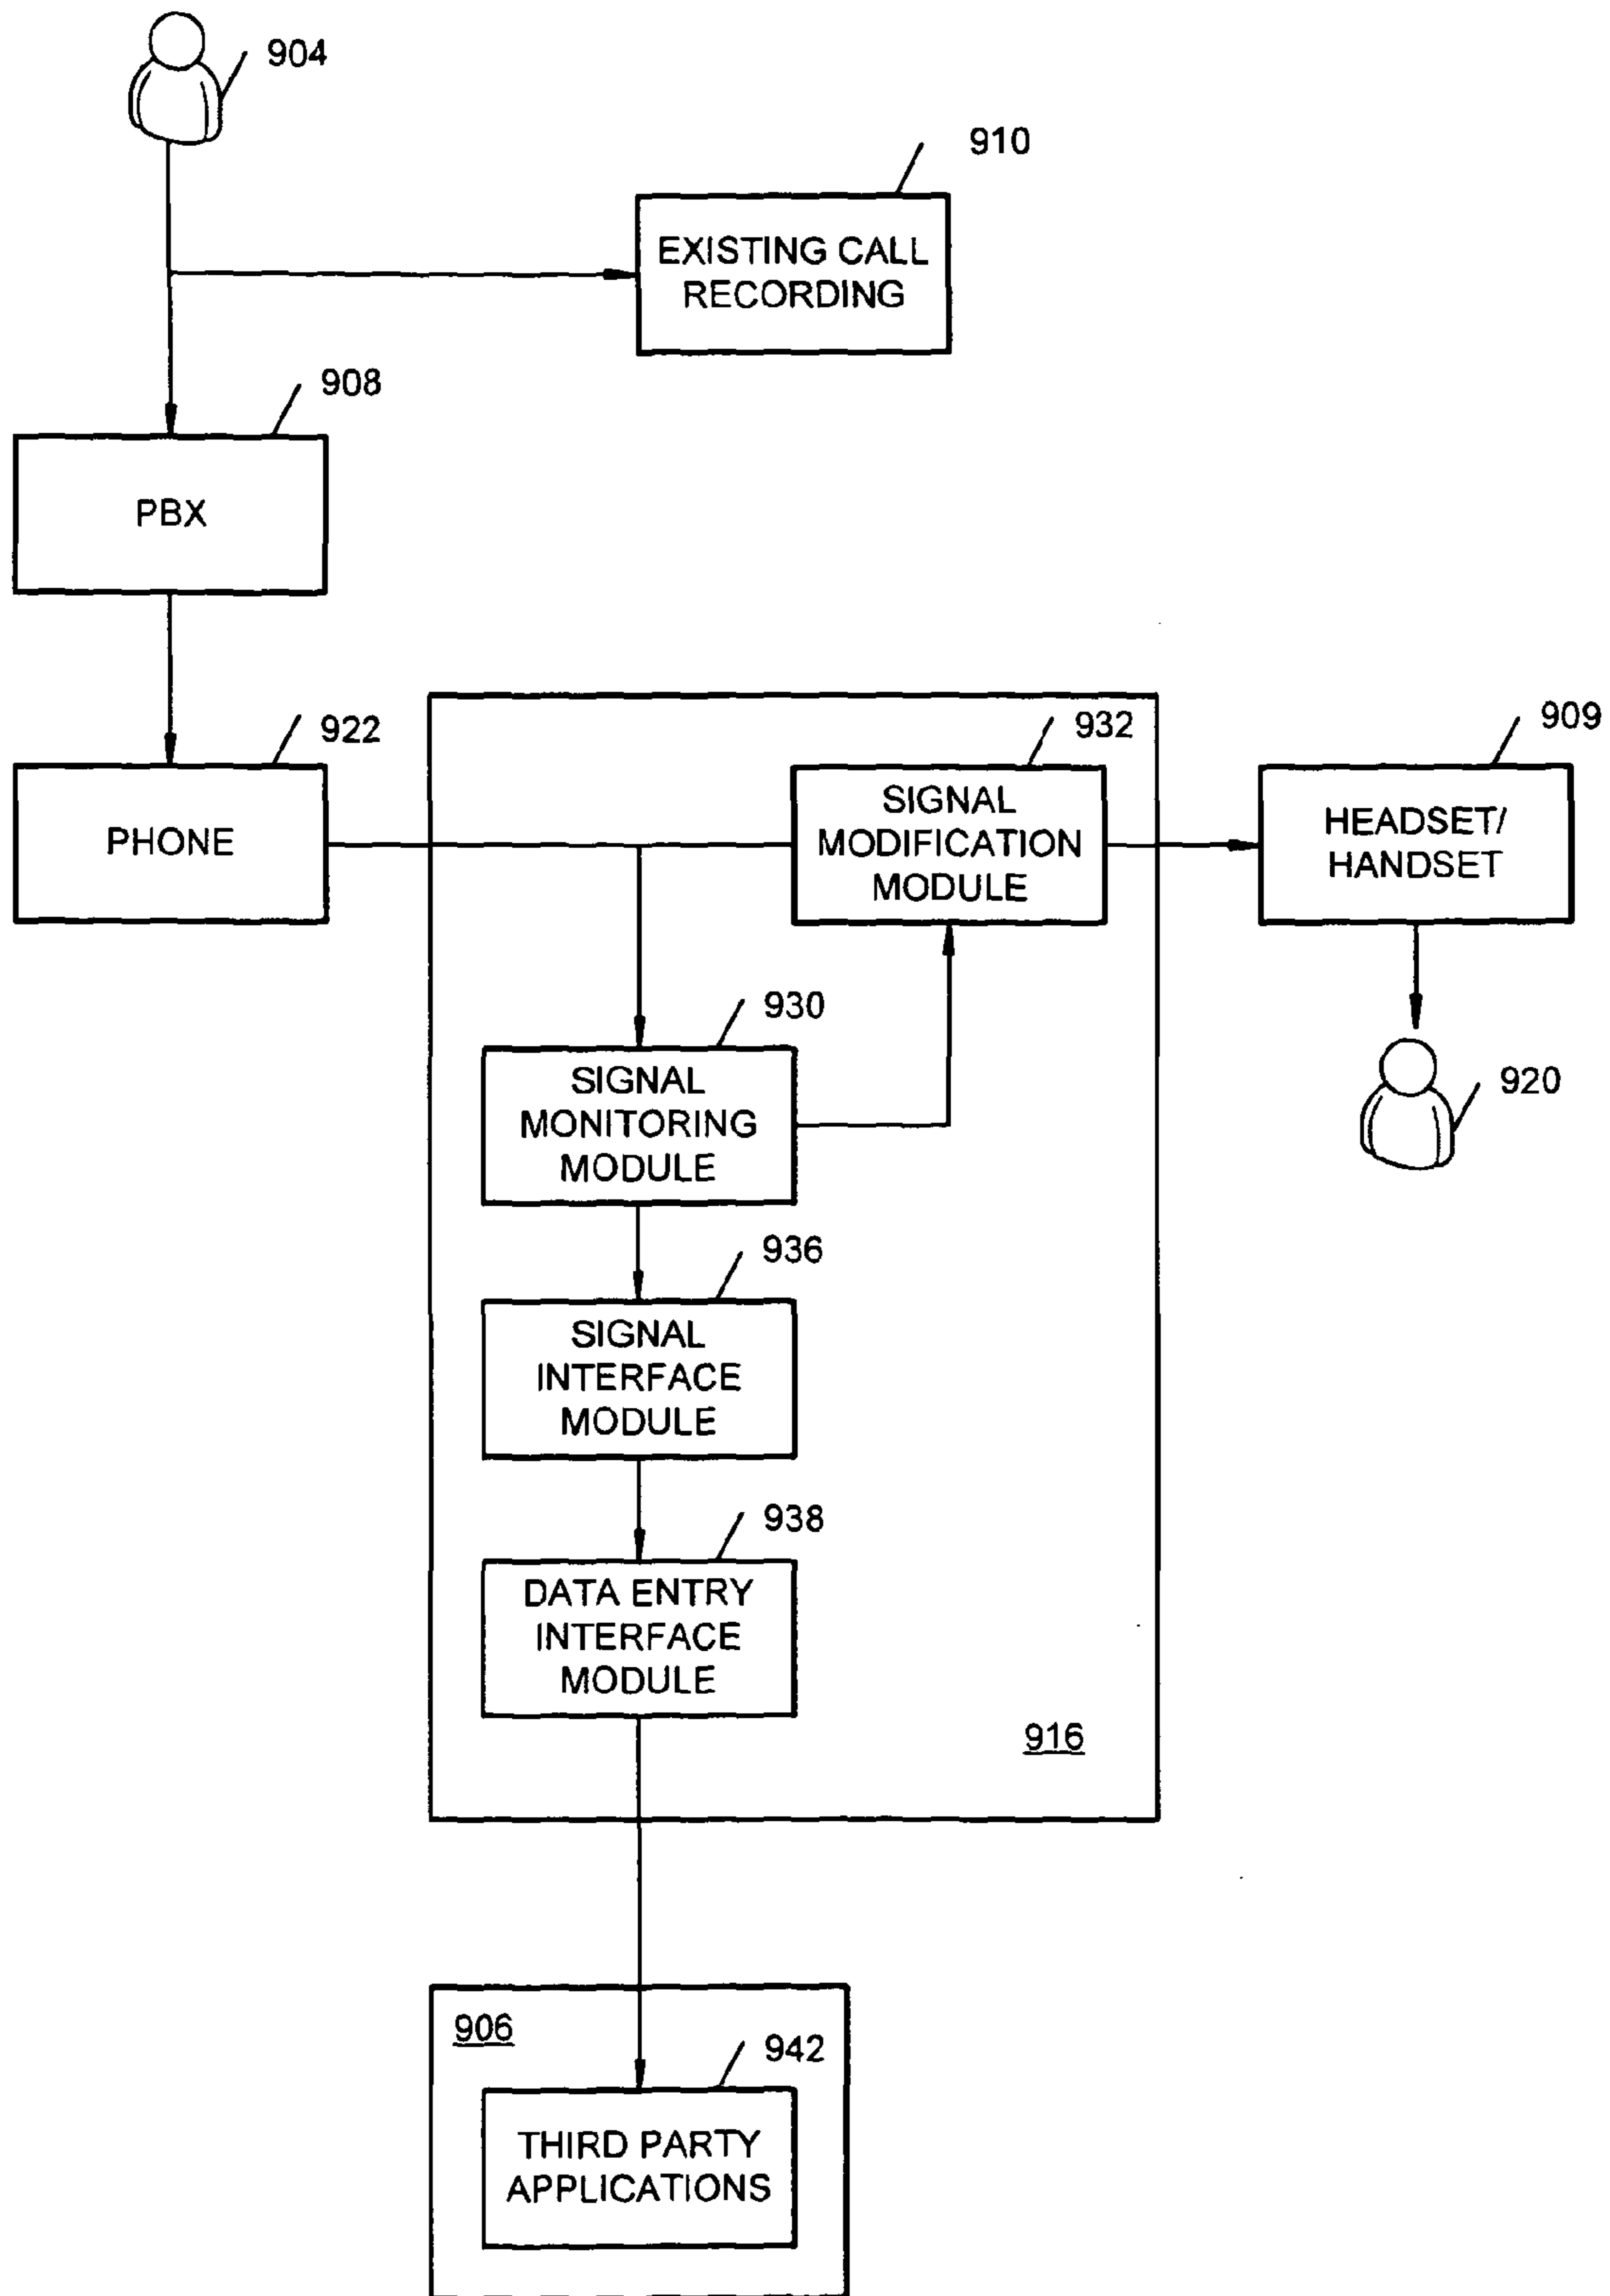 904
910
EXISTING CALL
RECORDING
908
PBX
922
PHONE
932
SIGNAL
MODIFICATION
MODULE
909
HEADSET/
HANDSET
930
SIGNAL
MONITORING
MODULE
920
936
SIGNAL
INTERFACE
MODULE
938
DATA ENTRY
INTERFACE
MODULE
916
906
942
THIRD PARTY
APPLICATIONS